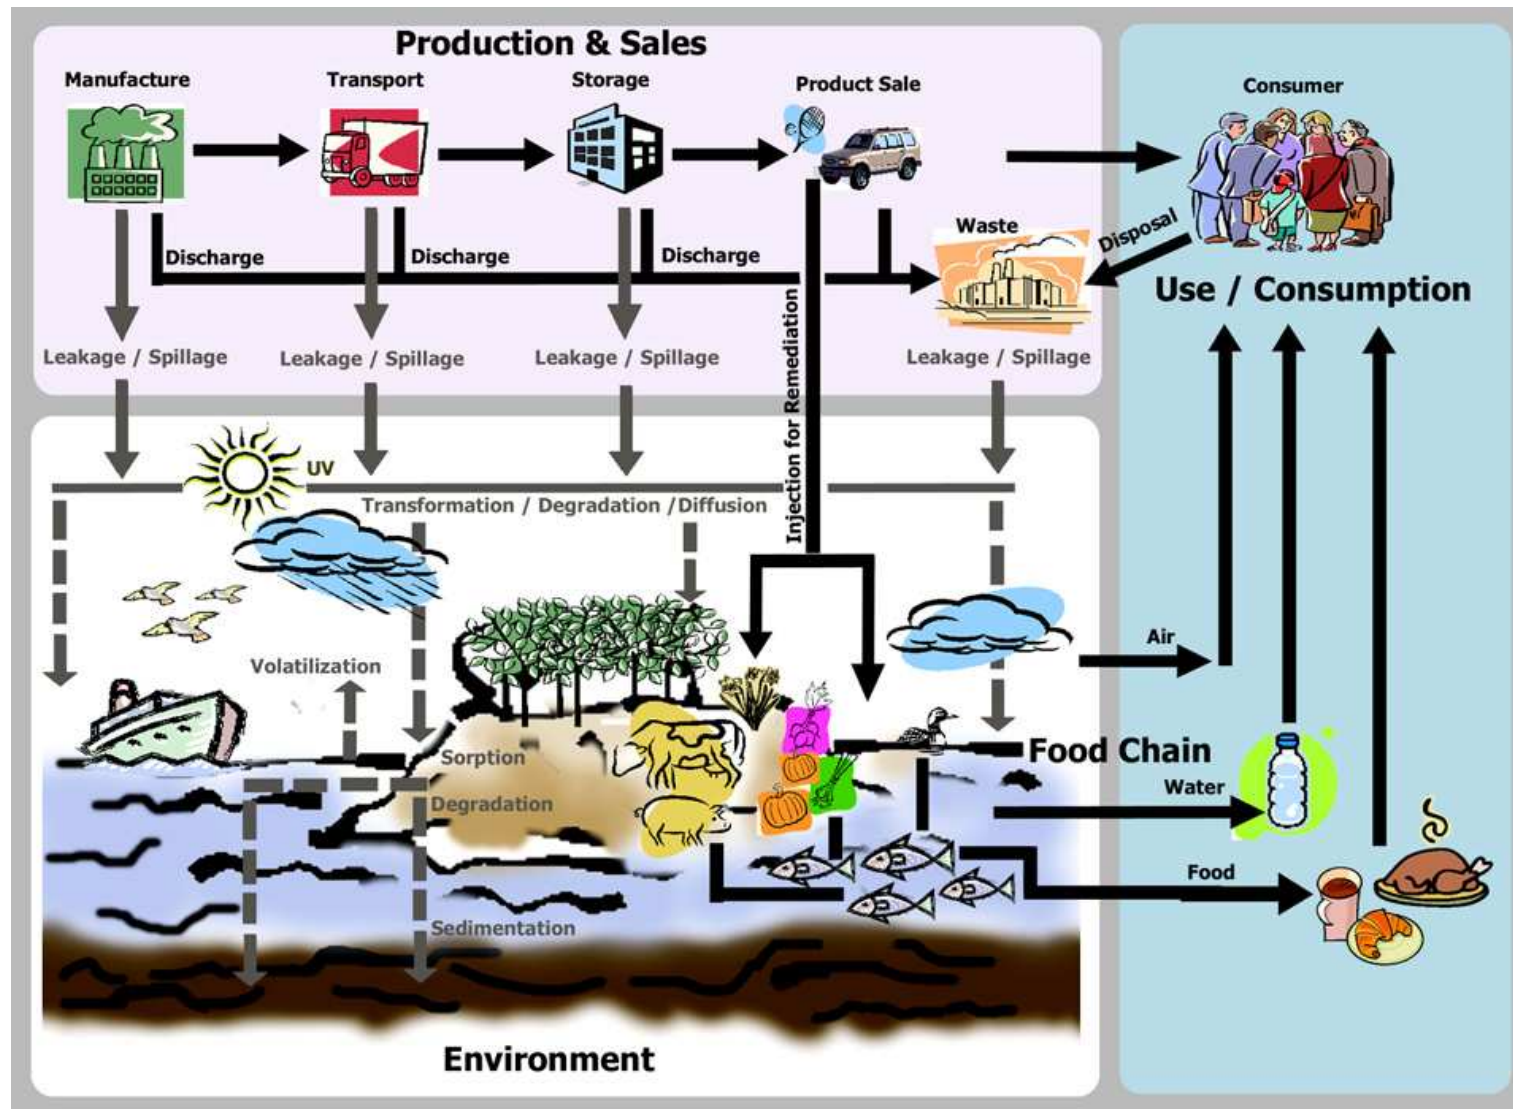 Production & Sales
Manufacture
Transport
Storage
Product Sale
Consumer
Waste
Disposal
Discharge
Discharge
Discharge
Use / Consumption
Leakage / Spillage
Leakage / Spillage
Leakage / Spillage
Leakage / Spillage
Injection for Remediation
UV
Transformation / Degradation /Diffusion
Air
Volatilization
Sorption
Food Chain
Water
Degradation
Food
Sedimentation
Environment